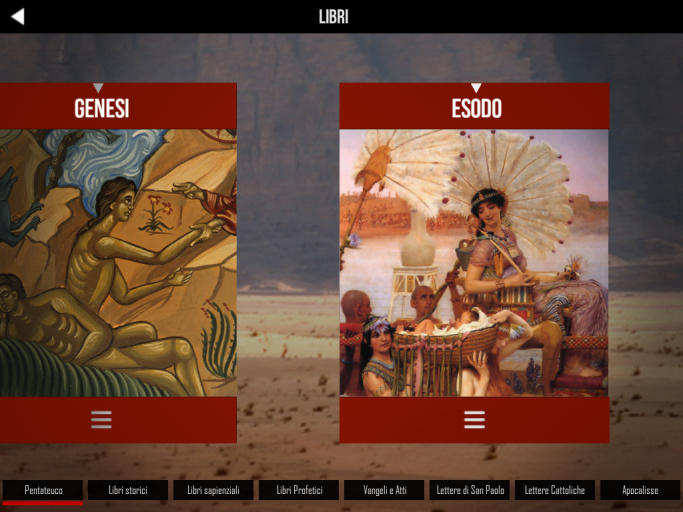 LIBRI
GENESI
ESODO
Pentateuco
Libri storici
Libri sapienziali
Libri Profetici
Vangeli e Atti
Lettere di San Paolo
Lettere Cattoliche
Apocalisse